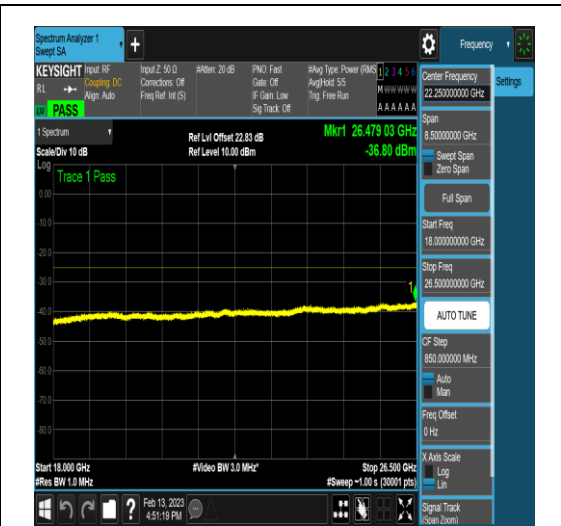 Spectrum Analyzer 1
Swept SA
+
Frequency
KEYSIGHT
Input: RF
Coupling: DC
Align: Auto
RL
PASS
Input Z: 50 Ω
Corrections: Off
Freq Ref: Int (S)
#Atten: 20 dB
PNO: Fast
Gate: Off
IF Gain: Low
Sig Track: Off
#Avg Type: Power (RMS)
Avg|Hold: 5/5
Trig: Free Run
1 2 3 4 5 6
M W W W W W
A A A A A A
1 Spectrum
Scale/Div 10 dB
Ref Lvl Offset 22.83 dB
Ref Level 10.00 dBm
Mkr1 26.479 03 GHz
-36.80 dBm
Log
Trace 1 Pass
0.00
-10.0
-20.0
-30.0
-40.0
-50.0
-60.0
-70.0
-80.0
1
Start 18.000 GHz
#Res BW 1.0 MHz
#Video BW 3.0 MHz*
Stop 26.500 GHz
#Sweep ~1.00 s (30001 pts)
Center Frequency
22.250000000 GHz
Settings
Span
8.50000000 GHz
Swept Span
Zero Span
Full Span
Start Freq
18.000000000 GHz
Stop Freq
26.500000000 GHz
AUTO TUNE
CF Step
850.000000 MHz
Auto
Man
Freq Offset
0 Hz
X Axis Scale
Log
Lin
Signal Track
(Span Zoom)
?
Feb 13, 2023
4:51:19 PM